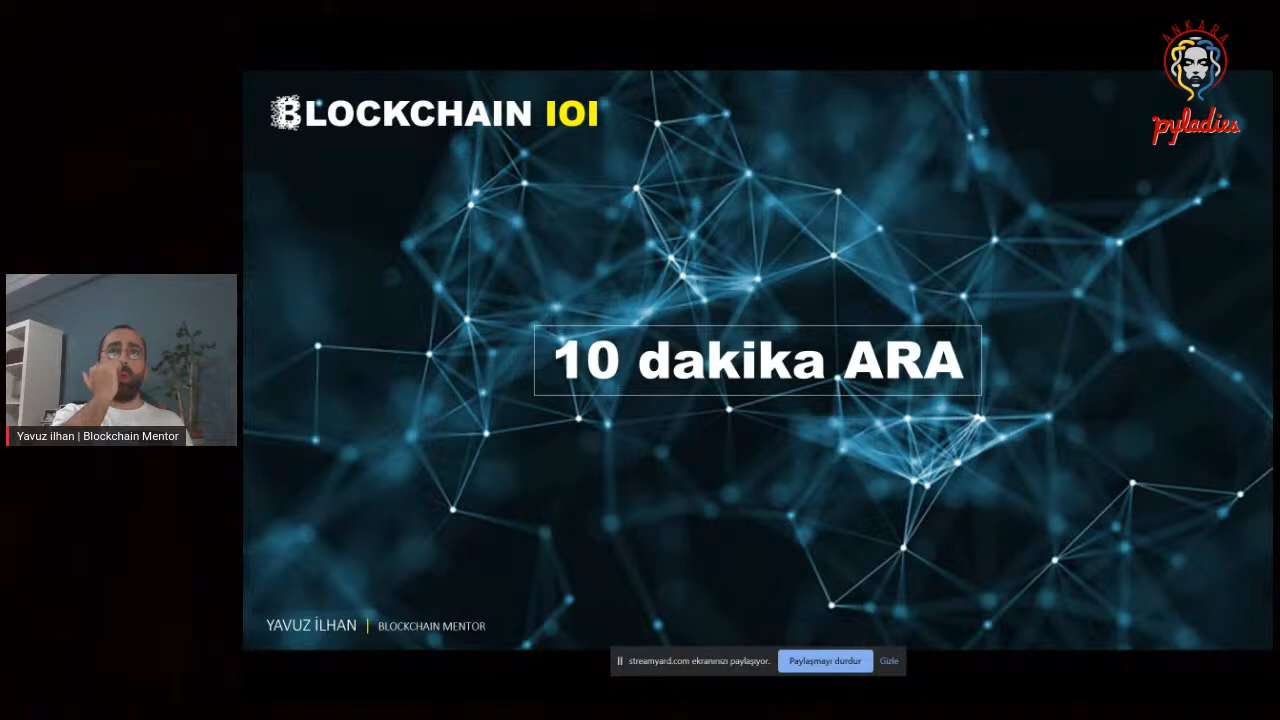 ANKARA
pyladies
BLOCKCHAIN IOI
10 dakika ARA
Yavuz ilhan | Blockchain Mentor
YAVUZ İLHAN | BLOCKCHAIN MENTOR
streamyard.com ekranınızı paylaşıyor. Paylaşmayı durdur Gizle